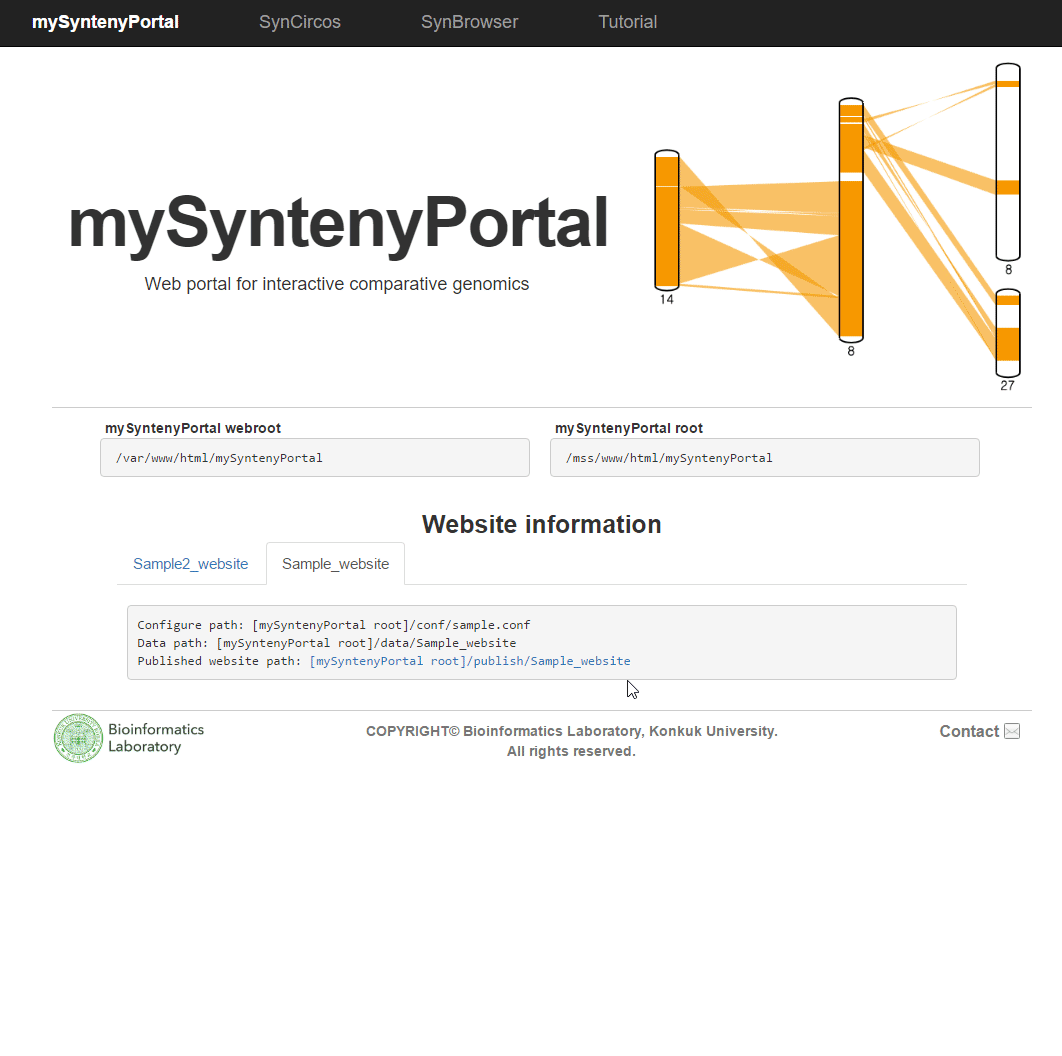 mySyntenyPortal SynCircos SynBrowser Tutorial
mySyntenyPortal
Web portal for interactive comparative genomics
14
8
8
27
mySyntenyPortal webroot
/var/www/html/mySyntenyPortal
mySyntenyPortal root
/mss/www/html/mySyntenyPortal
Website information
Sample2_website Sample_website
Configure path: [mySyntenyPortal root]/conf/sample.conf
Data path: [mySyntenyPortal root]/data/Sample_website
Published website path: [mySyntenyPortal root]/publish/Sample_website
Bioinformatics
Laboratory
COPYRIGHT© Bioinformatics Laboratory, Konkuk University.
All rights reserved.
Contact